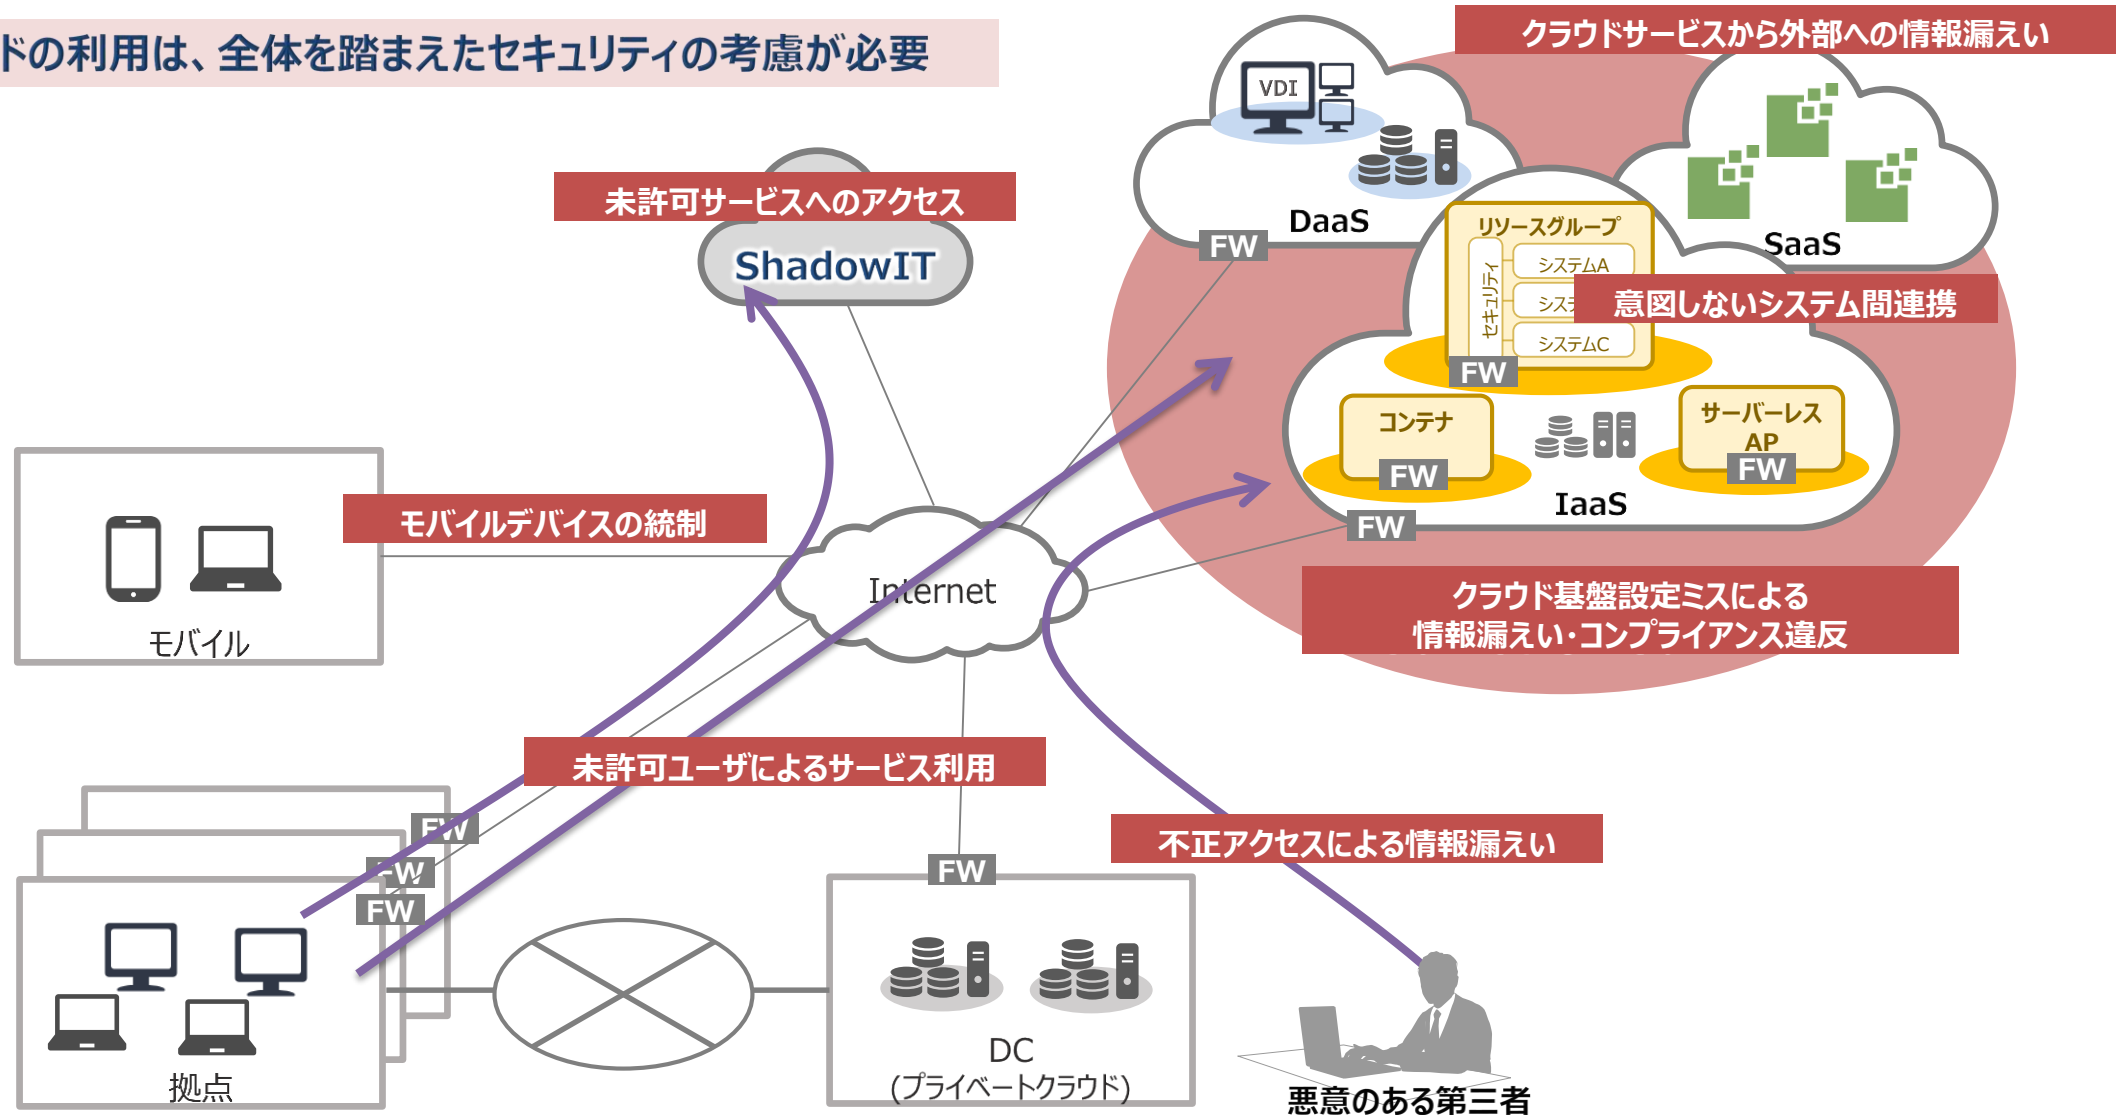 ドの利用は、全体を踏まえたセキュリティの考慮が必要
クラウドサービスから外部への情報漏えい
VDI
DaaS
FW
SaaS
未許可サービスへのアクセス
ShadowIT
リソースグループ
セキュリティ
システムA
シス
システムC
意図しないシステム間連携
FW
コンテナ
FW
サーバーレス
AP
FW
IaaS
FW
モバイルデバイスの統制
モバイル
Internet
クラウド基盤設定ミスによる
情報漏えい・コンプライアンス違反
未許可ユーザによるサービス利用
不正アクセスによる情報漏えい
FW
FW
FW
拠点
FW
DC
(プライベートクラウド)
悪意のある第三者